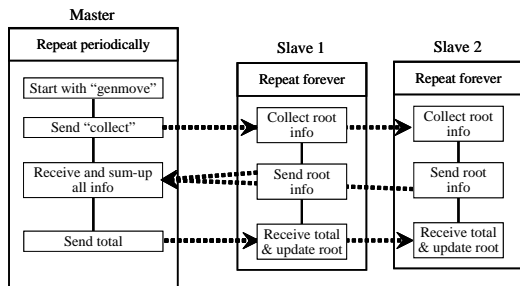 Master
Repeat periodically
Start with “genmove”
Send “collect”
Receive and sum-up
all info
Send total
Slave 1
Repeat forever
Collect root
info
Send root
info
Receive total
& update root
Slave 2
Repeat forever
Collect root
info
Send root
info
Receive total
& update root